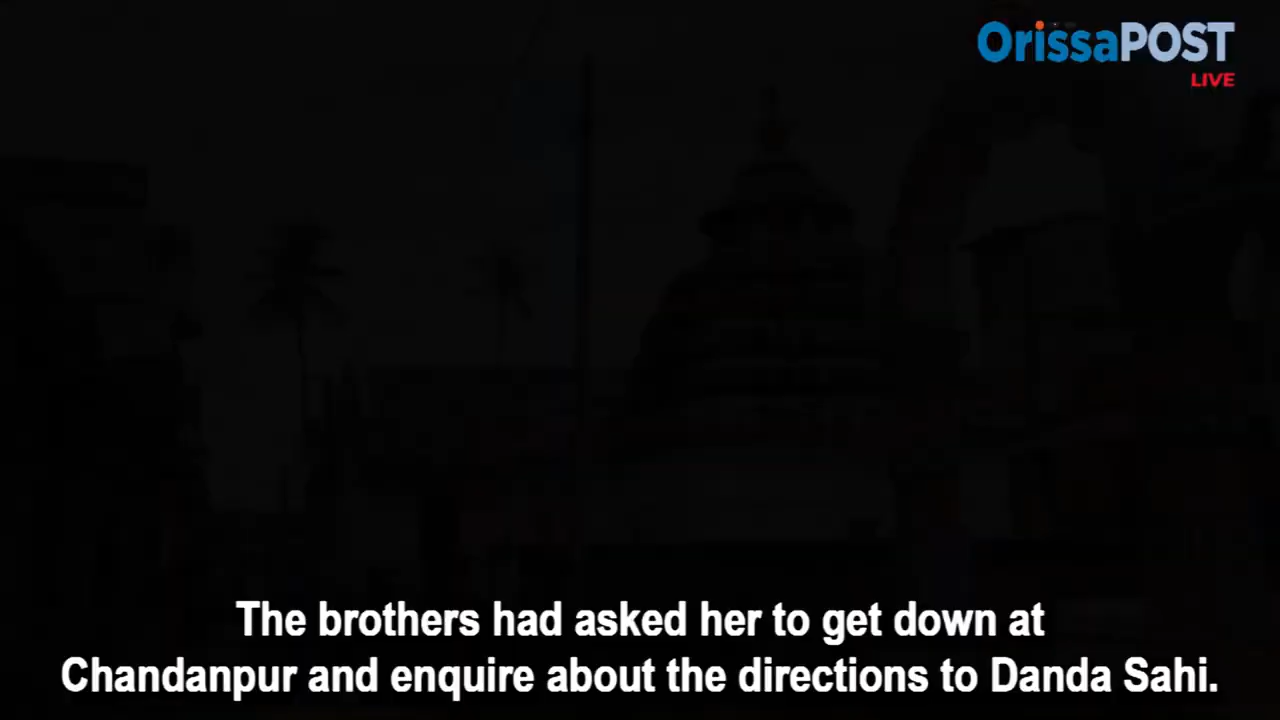 OrissaPOST
LIVE
The brothers had asked her to get down at
Chandanpur and enquire about the directions to Danda Sahi.